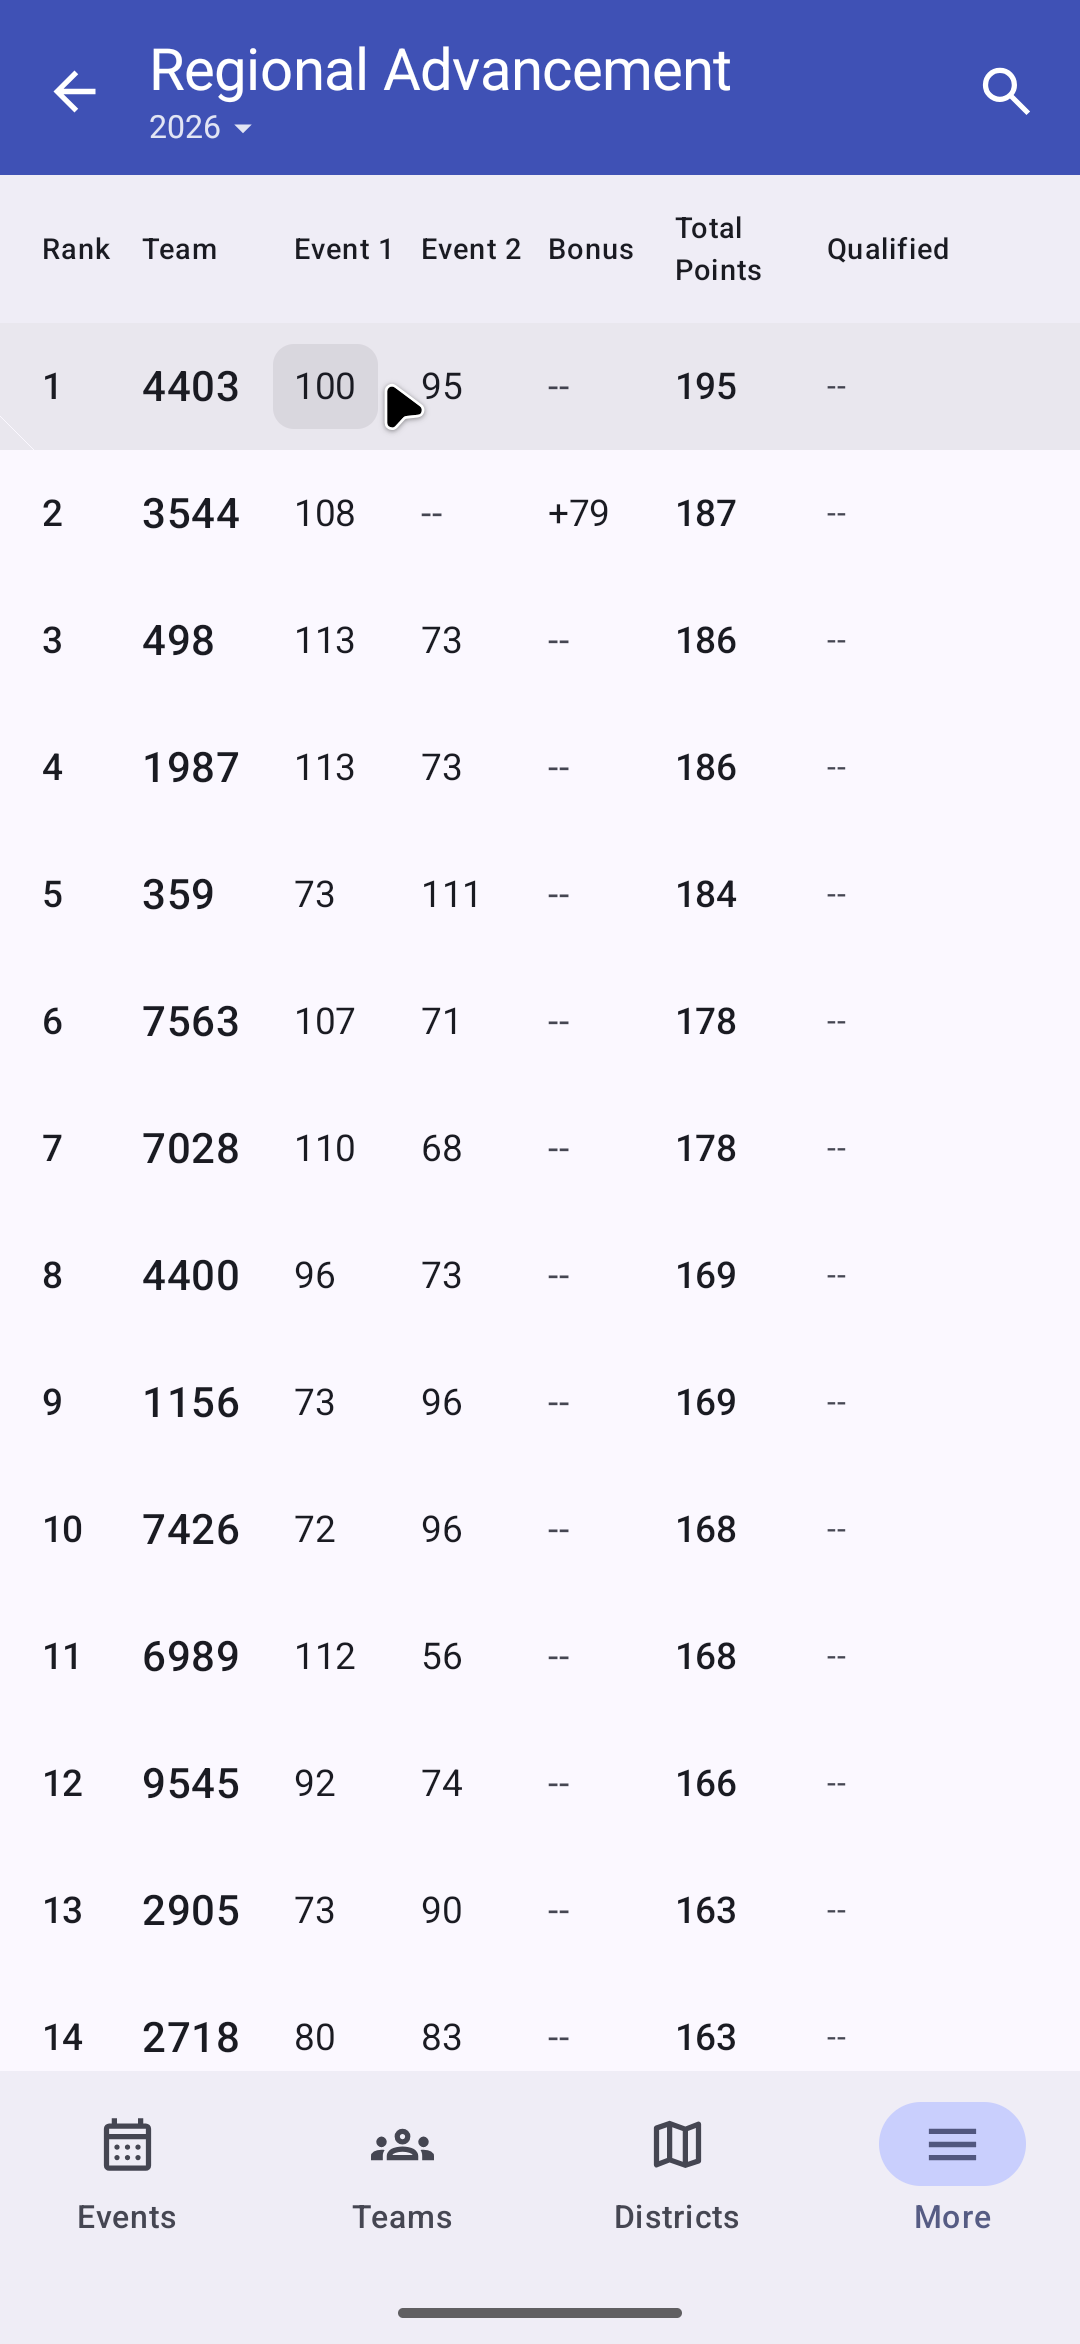 Regional Advancement
2026
Rank Team Event 1 Event 2 Bonus Total Points Qualified
1 4403 100 95 -- 195 --
2 3544 108 -- +79 187 --
3 498 113 73 -- 186 --
4 1987 113 73 -- 186 --
5 359 73 111 -- 184 --
6 7563 107 71 -- 178 --
7 7028 110 68 -- 178 --
8 4400 96 73 -- 169 --
9 1156 73 96 -- 169 --
10 7426 72 96 -- 168 --
11 6989 112 56 -- 168 --
12 9545 92 74 -- 166 --
13 2905 73 90 -- 163 --
14 2718 80 83 -- 163 --
Events Teams Districts More